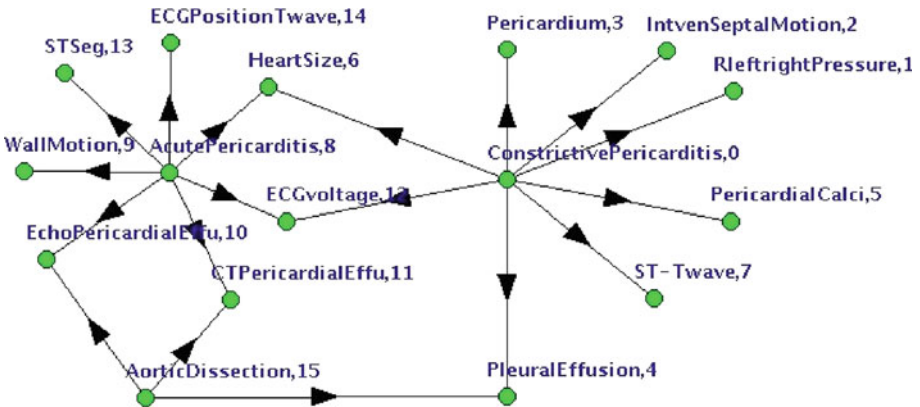 ECGPositionTwave,14
Pericardium,3
IntvenSeptalMotion,2
STSeg,13
HeartSize,6
RleftrightPressure,1
WallMotion,9
AcutePericarditis,8
ConstrictivePericarditis,0
ECGvoltage,12
PericardialCalci,5
EchoPericardialEffu,10
CTPericardialEffu,11
ST-Twave,7
AorticDissection,15
PleuralEffusion,4